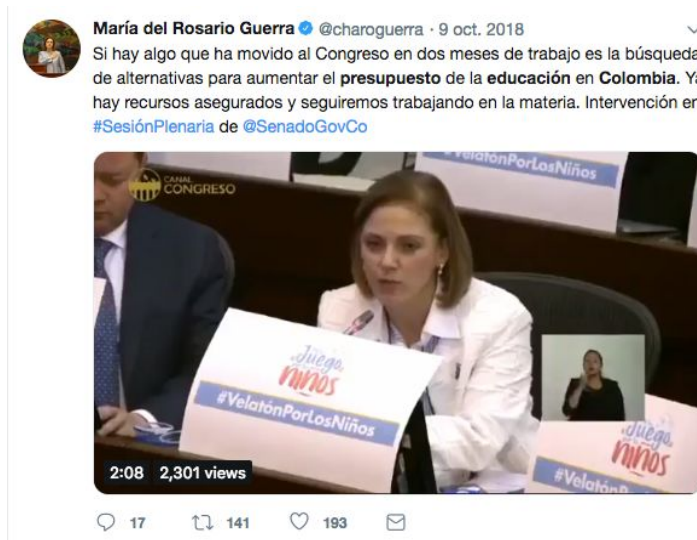 María del Rosario Guerra @charoguerra · 9 oct. 2018
Si hay algo que ha movido al Congreso en dos meses de trabajo es la búsqueda
de alternativas para aumentar el presupuesto de la educación en Colombia. Ya
hay recursos asegurados y seguiremos trabajando en la materia. Intervención en
#SesiónPlenaria de @SenadoGovCo
CANAL
CONGRESO
#VelatónPorLosNiños
Juego
niños
#VelatónPorLosNiños
Juego
niños
2:08 2,301 views
17 141 193